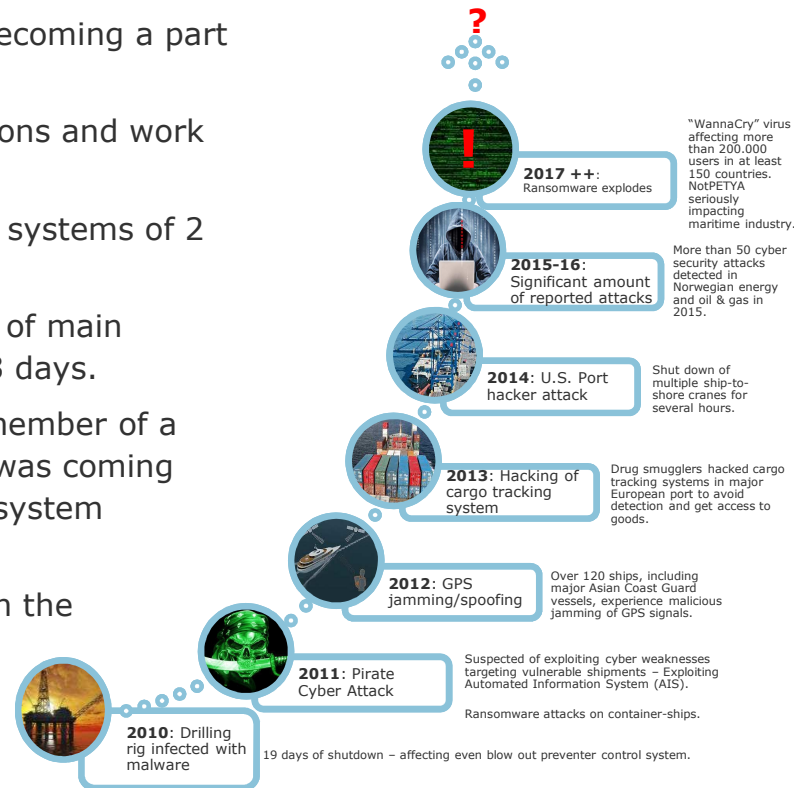 ecoming a part
ons and work
systems of 2
of main
3 days.
member of a
was coming
system
n the
?
!
2017 ++:
Ransomware explodes
"WannaCry" virus
affecting more
than 200.000
users in at least
150 countries.
NotPETYA
seriously
impacting
maritime industry.
2015-16:
Significant amount
of reported attacks
More than 50 cyber
security attacks
detected in
Norwegian energy
and oil & gas in
2015.
2014: U.S. Port
hacker attack
Shut down of
multiple ship-to-
shore cranes for
several hours.
2013: Hacking of
cargo tracking
system
Drug smugglers hacked cargo
tracking systems in major
European port to avoid
detection and get access to
goods.
2012: GPS
jamming/spoofing
Over 120 ships, including
major Asian Coast Guard
vessels, experience malicious
jamming of GPS signals.
2011: Pirate
Cyber Attack
Suspected of exploiting cyber weaknesses
targeting vulnerable shipments – Exploiting
Automated Information System (AIS).
Ransomware attacks on container-ships.
2010: Drilling
rig infected with
malware
19 days of shutdown – affecting even blow out preventer control system.